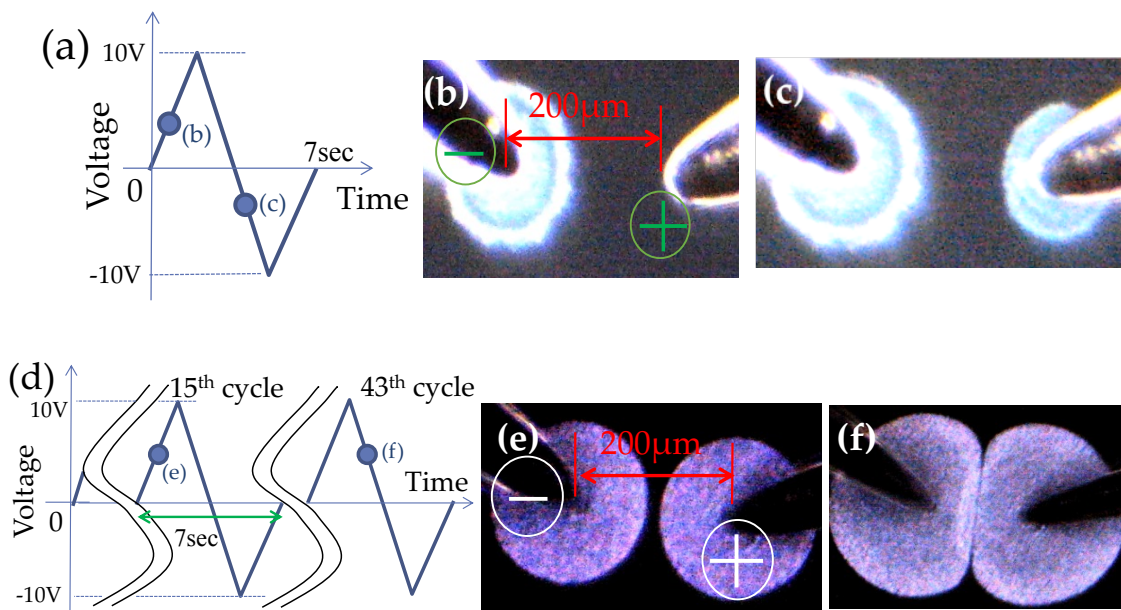 (a)
10V
Voltage
(b)
7sec
0
Time
(c)
-10V
(b)
200μm
−
+
(c)
(d)
15th cycle
43th cycle
10V
Voltage
(e)
(f)
Time
0
7sec
-10V
(e)
200μm
−
+
(f)